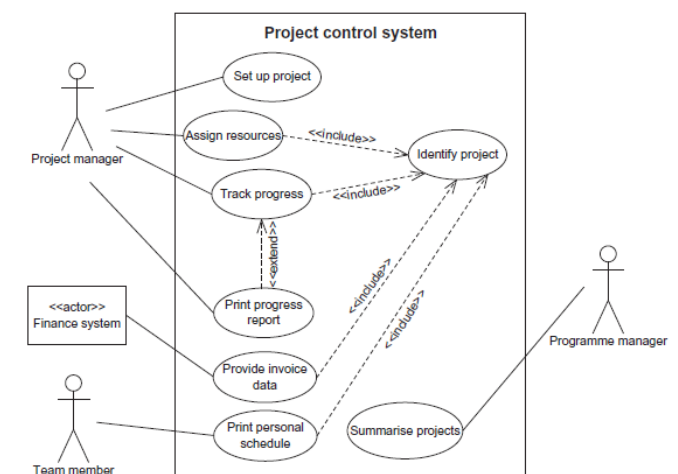 Project control system
Set up project
Assign resources
<<include>>
Identify project
Project manager
Track progress
<<include>>
<<extend>>
<<actor>>
Finance system
Print progress
report
<<include>>
<<include>>
Programme manager
Provide invoice
data
Print personal
schedule
Summarise projects
Team member